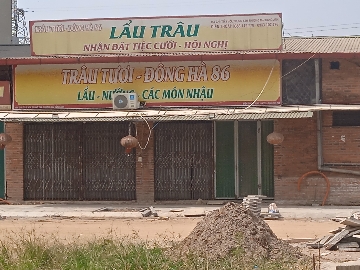 LẨU TRÂU
NHẬN ĐẶT TIỆC CƯỚI - HỘI NGHỊ
TRÂU TƯƠI - ĐÔNG HÀ 86
LẨU - NƯỚNG - CÁC MÓN NHẬU